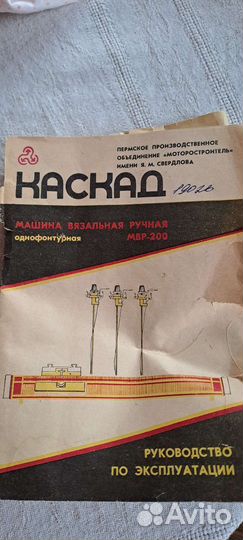 ПЕРМСКОЕ ПРОИЗВОДСТВЕННОЕ
ОБЪЕДИНЕНИЕ «МОТОРОСТРОИТЕЛЬ»
ИМЕНИ Я. М. СВЕРДЛОВА
КАСКАД
МАШИНА ВЯЗАЛЬНАЯ РУЧНАЯ
однофонтурная МВР-200
РУКОВОДСТВО
ПО ЭКСПЛУАТАЦИИ
Avito